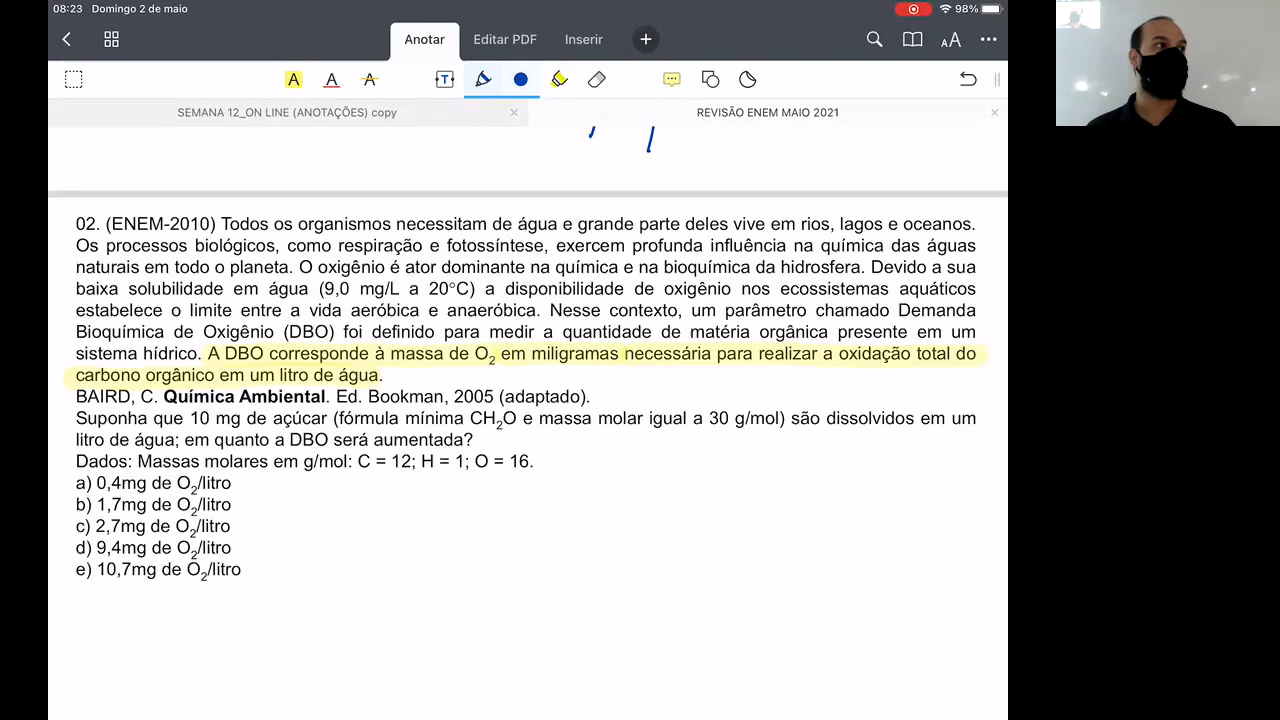 08:23 Domingo 2 de maio
98%
Anotar
Editar PDF
Inserir
AA
A A A T
SEMANA 12_ON LINE (ANOTAÇÕES) copy
REVISÃO ENEM MAIO 2021
02. (ENEM-2010) Todos os organismos necessitam de água e grande parte deles vive em rios, lagos e oceanos.
Os processos biológicos, como respiração e fotossíntese, exercem profunda influência na química das águas
naturais em todo o planeta. O oxigênio é ator dominante na química e na bioquímica da hidrosfera. Devido a sua
baixa solubilidade em água (9,0 mg/L a 20°C) a disponibilidade de oxigênio nos ecossistemas aquáticos
estabelece o limite entre a vida aeróbica e anaeróbica. Nesse contexto, um parâmetro chamado Demanda
Bioquímica de Oxigênio (DBO) foi definido para medir a quantidade de matéria orgânica presente em um
sistema hídrico. A DBO corresponde à massa de O₂ em miligramas necessária para realizar a oxidação total do
carbono orgânico em um litro de água.
BAIRD, C. Química Ambiental. Ed. Bookman, 2005 (adaptado).
Suponha que 10 mg de açúcar (fórmula mínima CH₂O e massa molar igual a 30 g/mol) são dissolvidos em um
litro de água; em quanto a DBO será aumentada?
Dados: Massas molares em g/mol: C = 12; H = 1; O = 16.
a) 0,4mg de O₂/litro
b) 1,7mg de O₂/litro
c) 2,7mg de O₂/litro
d) 9,4mg de O₂/litro
e) 10,7mg de O₂/litro